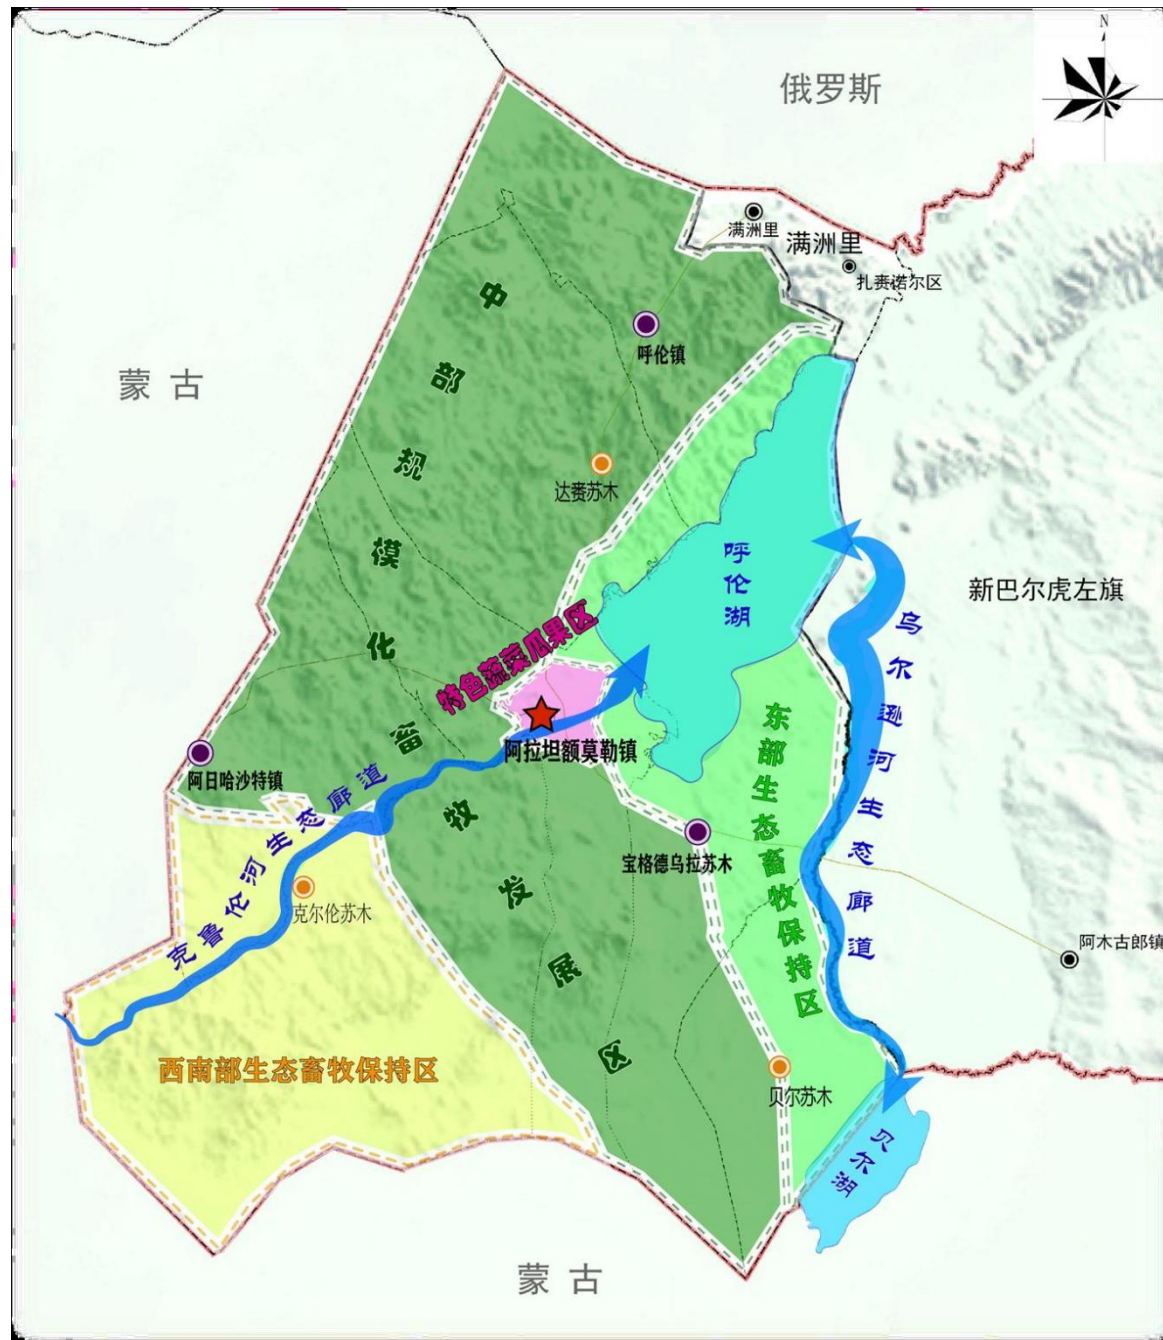 N
俄罗斯
满洲里
满洲里
扎赉诺尔区
呼伦镇
蒙古
达赉苏木
中部规模化畜牧发展区
呼伦湖
新巴尔虎左旗
特色蔬菜瓜果区
乌尔逊河生态廊道
阿拉坦额莫勒镇
东部生态畜牧保持区
阿日哈沙特镇
克鲁伦河生态廊道
宝格德乌拉苏木
克尔伦苏木
阿木古郎镇
西南部生态畜牧保持区
贝尔苏木
贝尔湖
蒙古